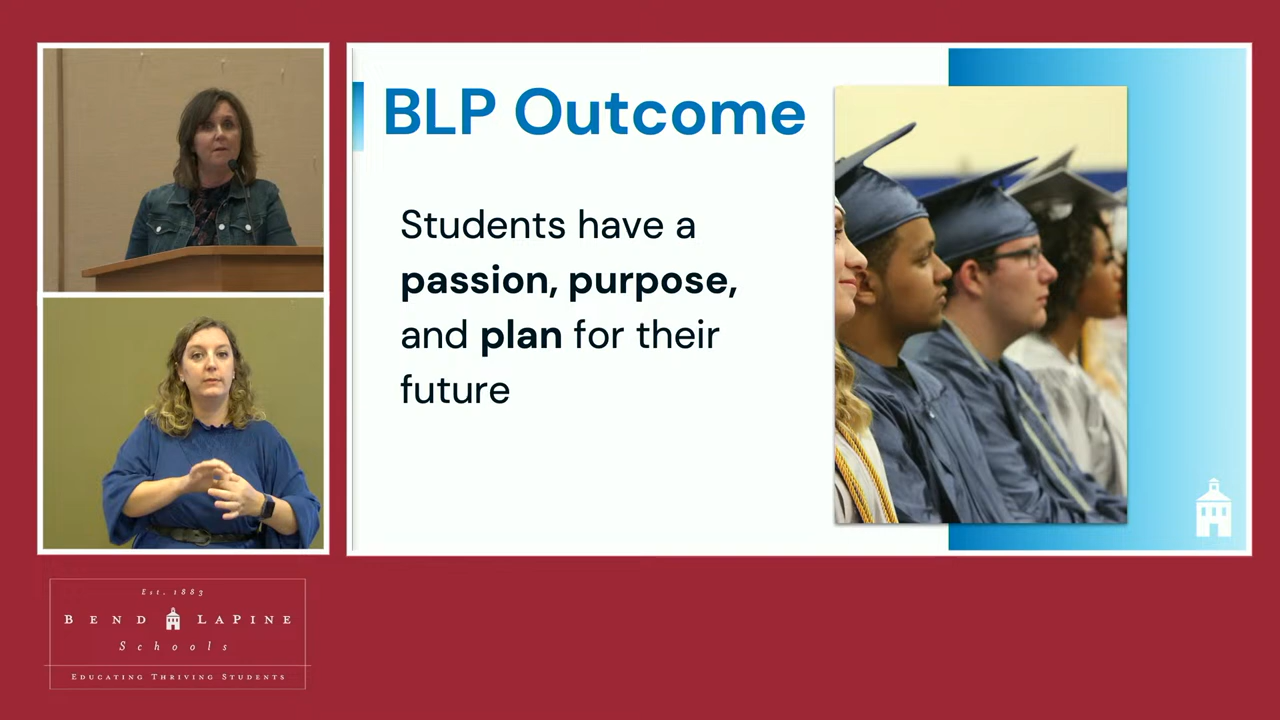 BLP Outcome
Students have a
passion, purpose,
and plan for their
future
Est. 1883
BEND LAPINE
Schools
EDUCATING THRIVING STUDENTS